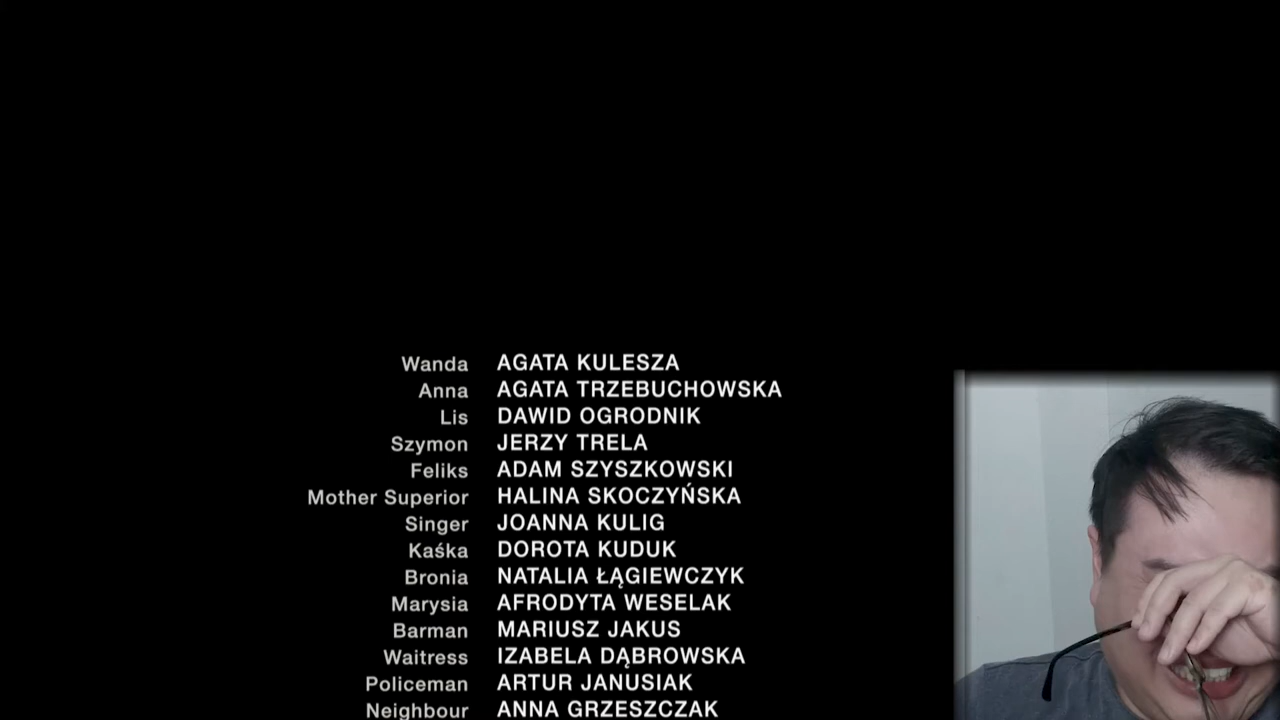 Wanda AGATA KULESZA
Anna AGATA TRZEBUCHOWSKA
Lis DAWID OGRODNIK
Szymon JERZY TRELA
Feliks ADAM SZYSZKOWSKI
Mother Superior HALINA SKOCZYŃSKA
Singer JOANNA KULIG
Kaśka DOROTA KUDUK
Bronia NATALIA ŁĄGIEWCZYK
Marysia AFRODYTA WESELAK
Barman MARIUSZ JAKUS
Waitress IZABELA DĄBROWSKA
Policeman ARTUR JANUSIAK
Neighbour ANNA GRZESZCZAK